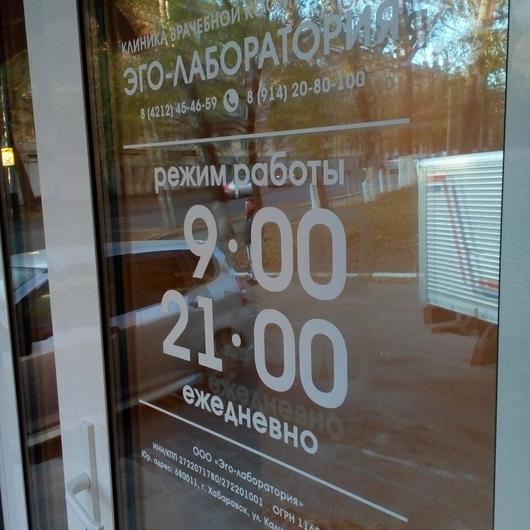 КЛИНИКА ВРАЧЕБНОЙ
ЭГО-ЛАБОРАТОРИЯ
8 (4212) 45-46-59 8 (914) 20-80-100
режим работы
9·00
21·00
ежедневно
ООО «Эго-лаборатория»
ИНН/КПП 2722071780/272201001 ОГРН
Юр. адрес: 680011, г. Хабаровск, ул.